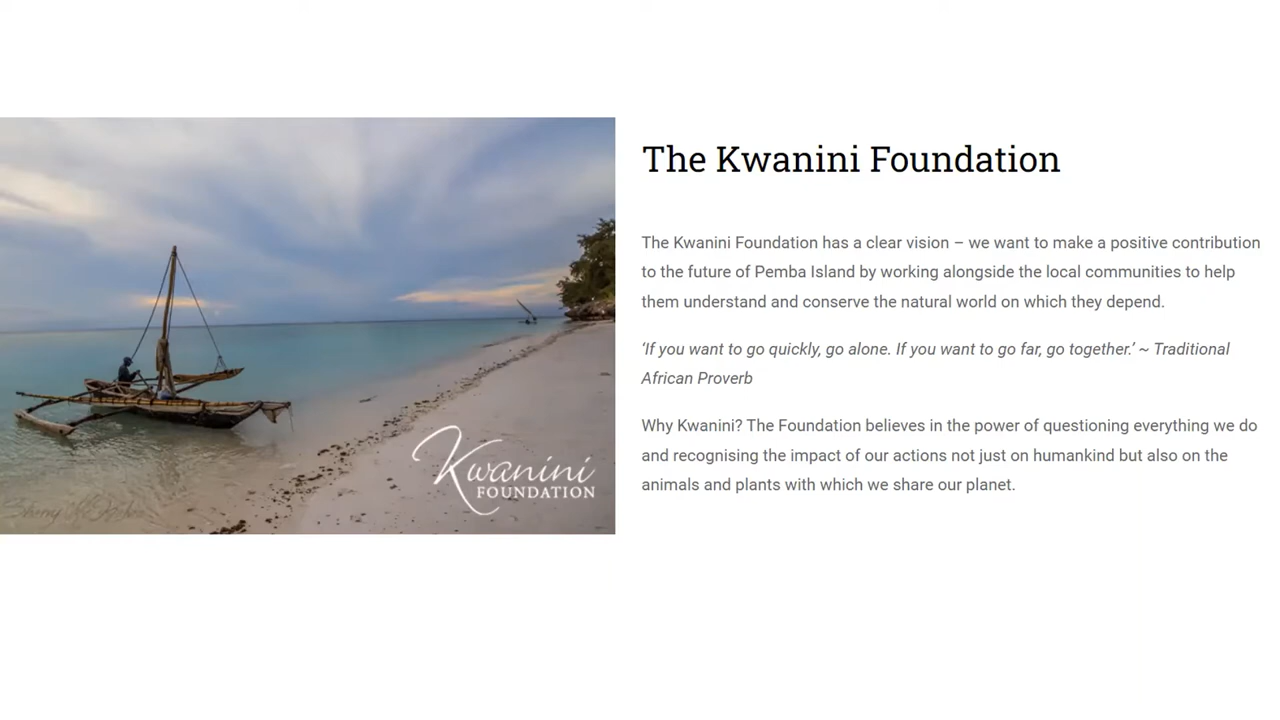 The Kwanini Foundation
The Kwanini Foundation has a clear vision – we want to make a positive contribution
to the future of Pemba Island by working alongside the local communities to help
them understand and conserve the natural world on which they depend.
‘If you want to go quickly, go alone. If you want to go far, go together.’ ~ Traditional
African Proverb
Why Kwanini? The Foundation believes in the power of questioning everything we do
and recognising the impact of our actions not just on humankind but also on the
animals and plants with which we share our planet.
Kwanini
FOUNDATION